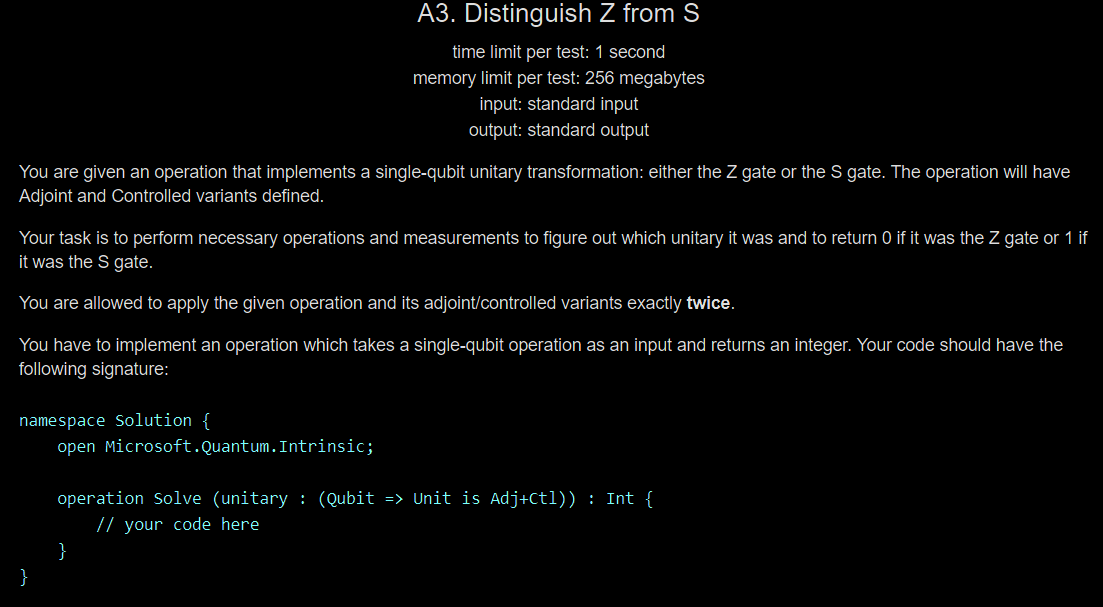 A3. Distinguish Z from S
time limit per test: 1 second
memory limit per test: 256 megabytes
input: standard input
output: standard output
You are given an operation that implements a single-qubit unitary transformation: either the Z gate or the S gate. The operation will have
Adjoint and Controlled variants defined.
Your task is to perform necessary operations and measurements to figure out which unitary it was and to return 0 if it was the Z gate or 1 if
it was the S gate.
You are allowed to apply the given operation and its adjoint/controlled variants exactly twice.
You have to implement an operation which takes a single-qubit operation as an input and returns an integer. Your code should have the
following signature:
namespace Solution {
    open Microsoft.Quantum.Intrinsic;
    operation Solve (unitary : (Qubit => Unit is Adj+Ctl)) : Int {
        // your code here
    }
}